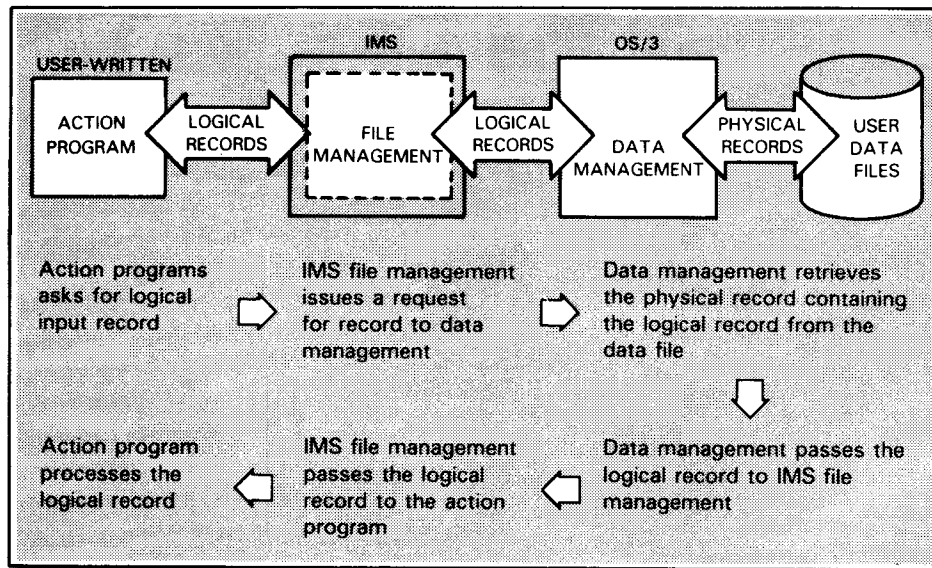 IMS
OS/3
USER-WRITTEN
ACTION
PROGRAM
LOGICAL
RECORDS
FILE
MANAGEMENT
LOGICAL
RECORDS
DATA
MANAGEMENT
PHYSICAL
RECORDS
USER
DATA
FILES
Action programs
asks for logical
input record
IMS file management
issues a request
for record to data
management
Data management retrieves
the physical record containing
the logical record from the
data file
Action program
processes the
logical record
IMS file management
passes the logical
record to the action
program
Data management passes the
logical record to IMS file
management